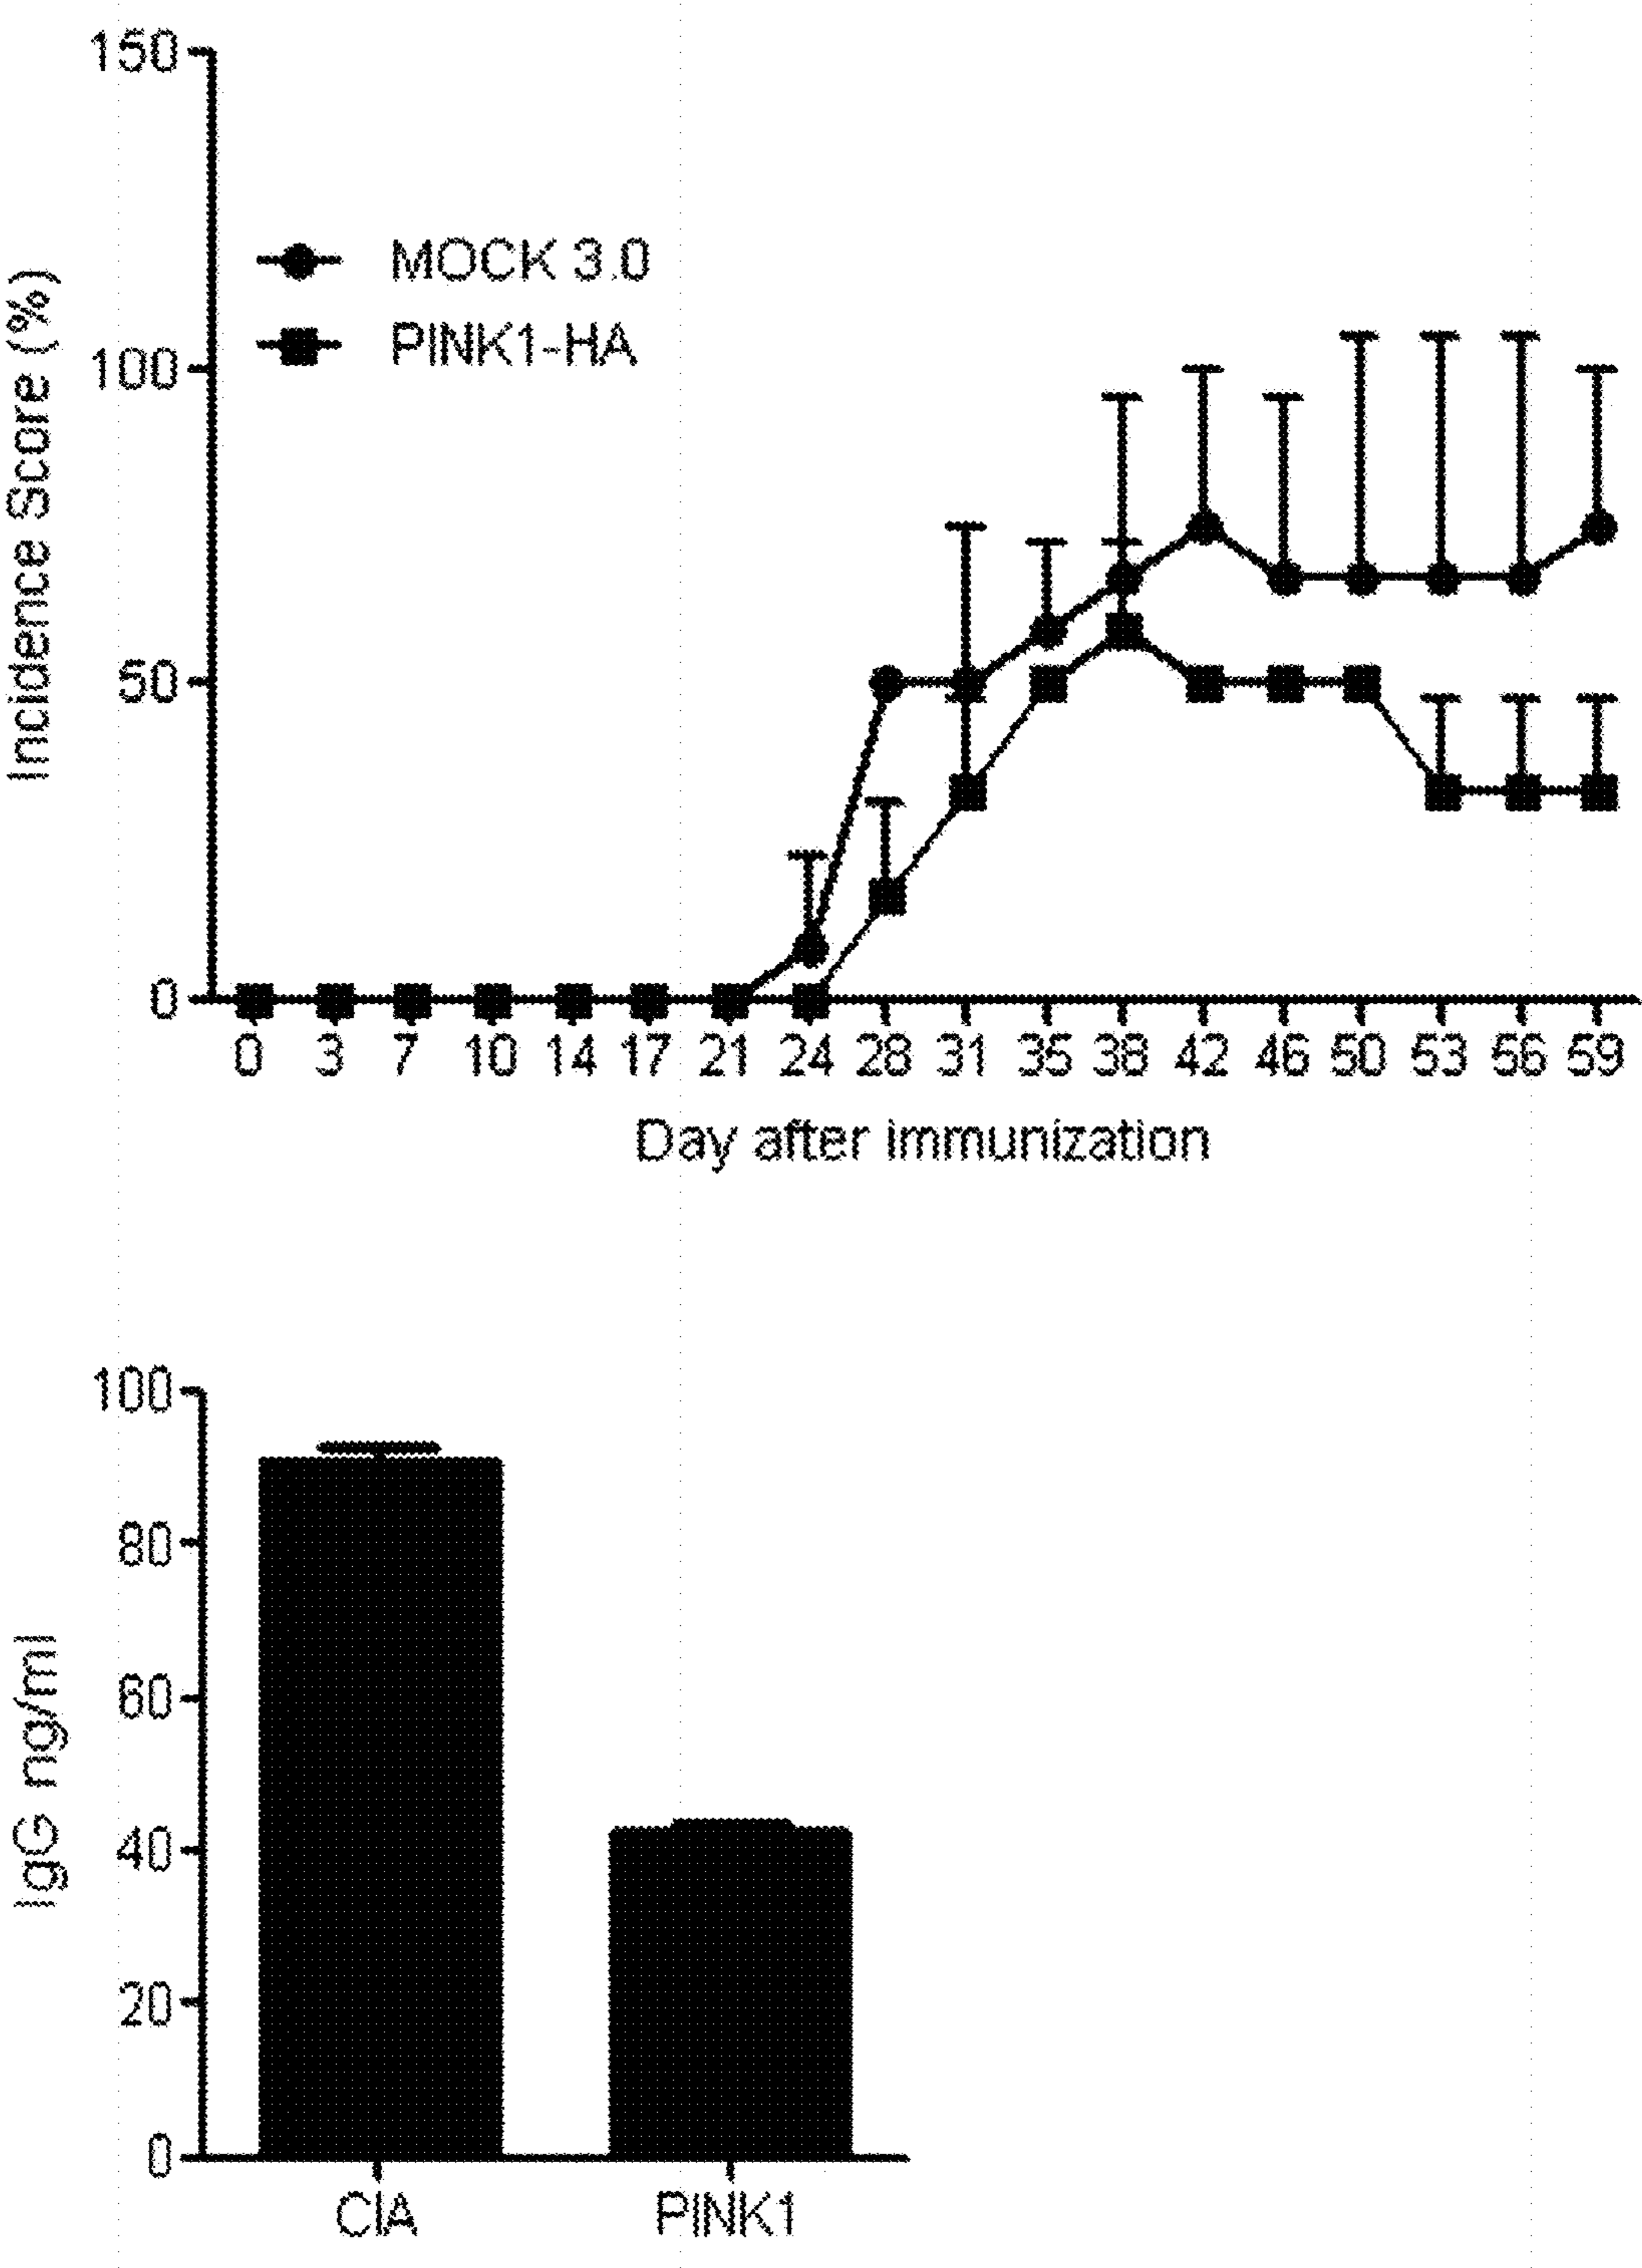 150
100
50
0
Incidence Score (%)
MOCK 3.0
PINK1-HA
0 3 7 10 14 17 21 24 28 31 35 38 42 46 50 53 56 59
Day after immunization
100
80
60
40
20
0
IgG ng/ml
CIA PINK1